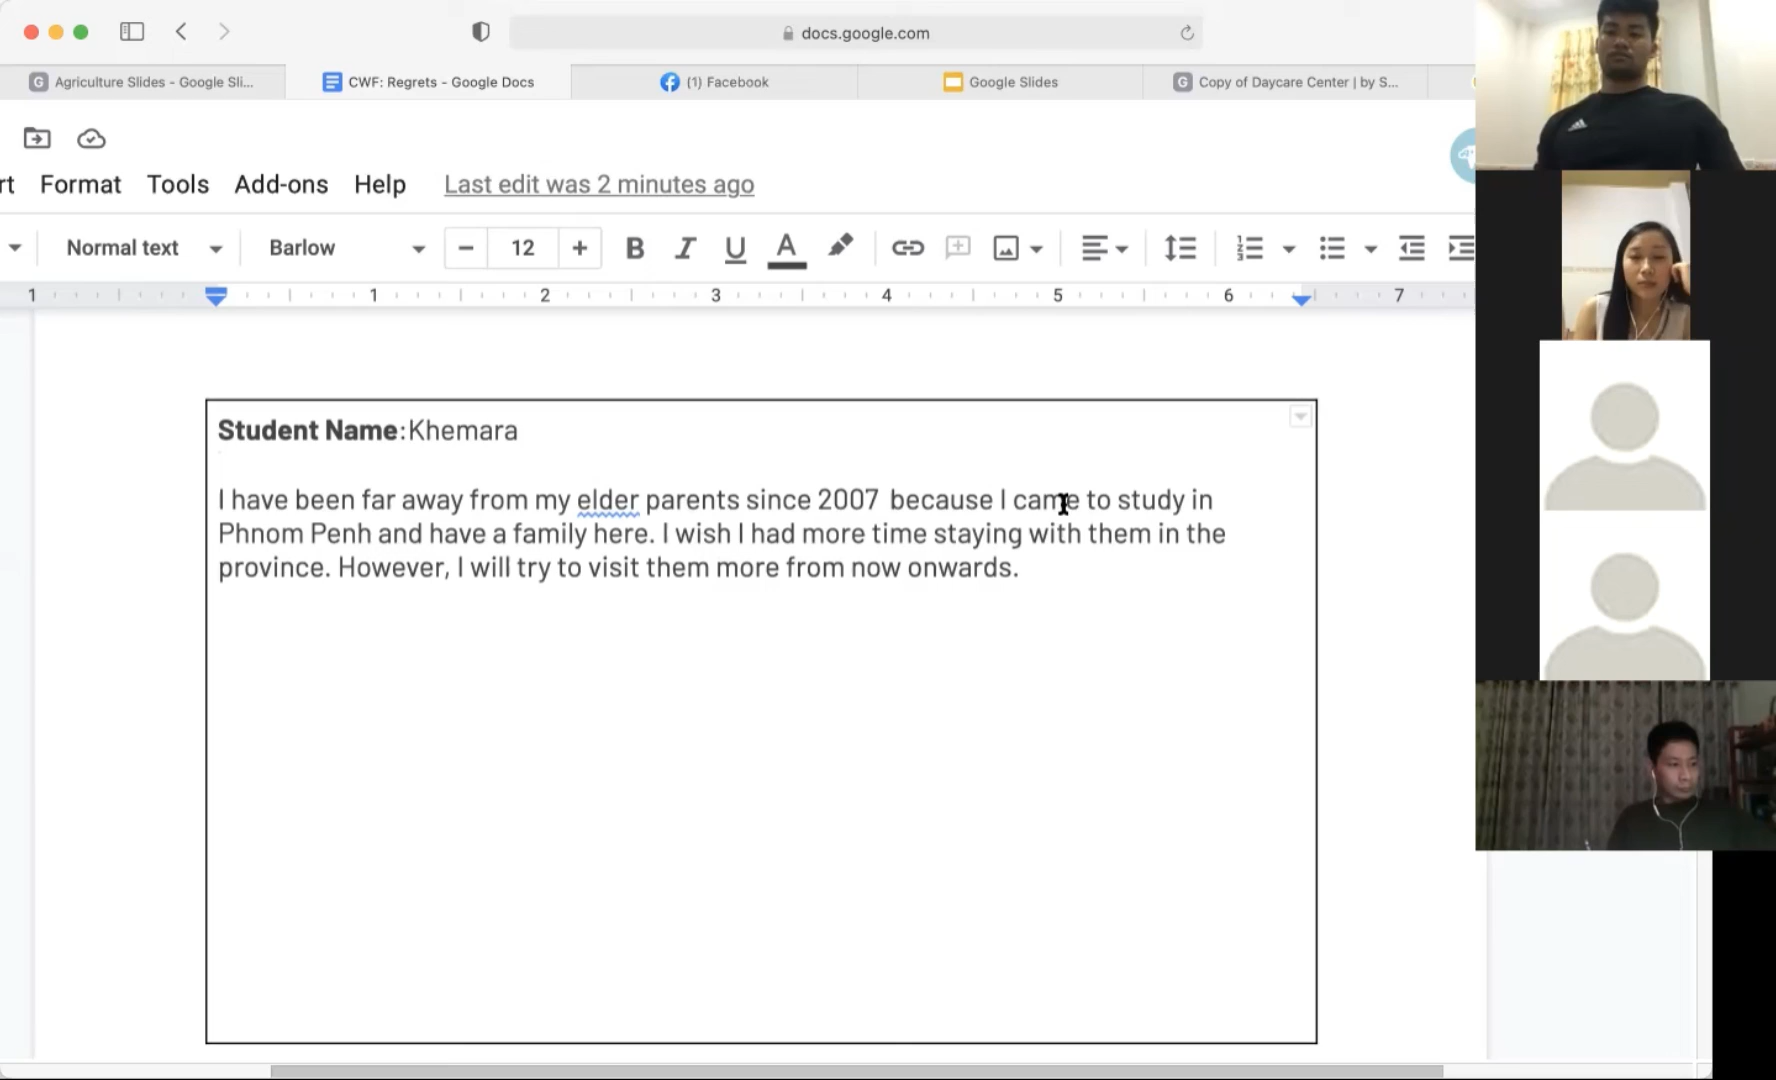 docs.google.com
Agriculture Slides - Google Sli...
CWF: Regrets - Google Docs
(1) Facebook
Google Slides
Copy of Daycare Center | by S...
rt Format Tools Add-ons Help Last edit was 2 minutes ago
Normal text Barlow - 12 + B I U A
1 1 2 3 4 5 6 7
Student Name:Khemara
I have been far away from my elder parents since 2007 because I came to study in
Phnom Penh and have a family here. I wish I had more time staying with them in the
province. However, I will try to visit them more from now onwards.